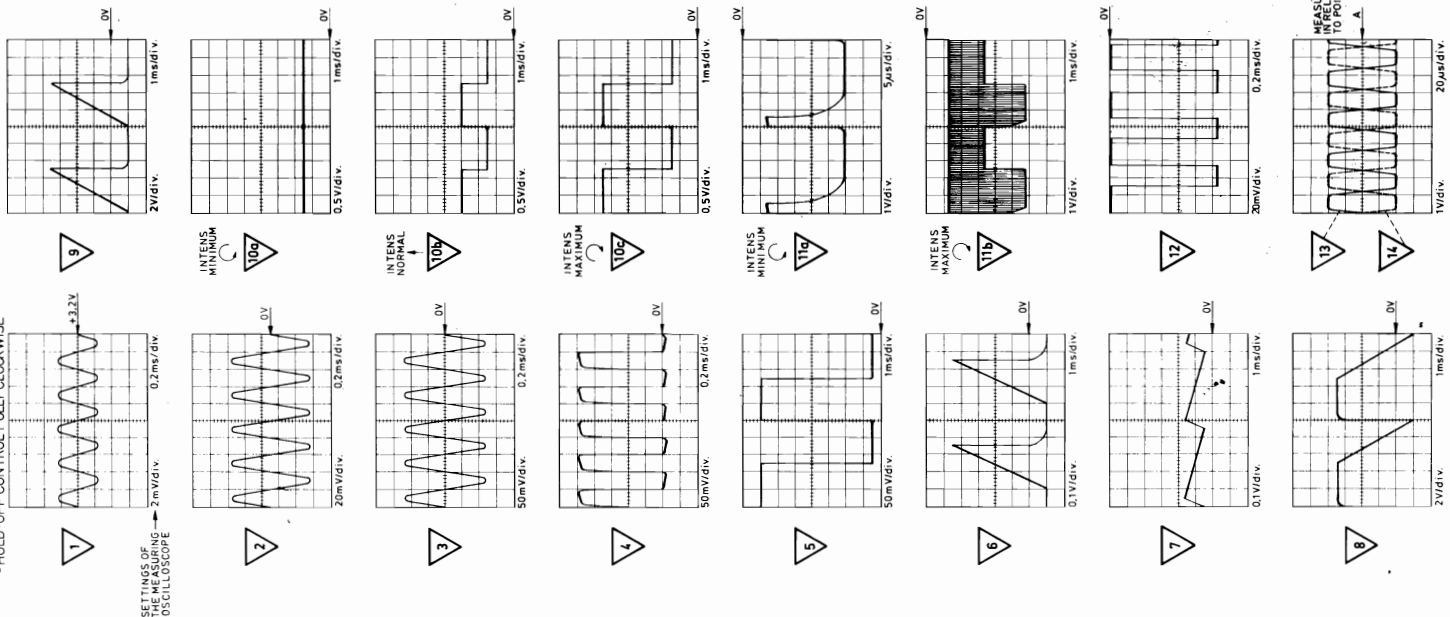 HOLD OFF CONTROL FULLY CLOCKWISE
SETTINGS OF
THE MEASURING
OSCILLOSCOPE
1
+3,2V
2mV/div.
0,2ms/div.
2
0V
20mV/div.
0,2ms/div.
3
0V
50mV/div.
0,2ms/div.
4
0V
50mV/div.
0,2ms/div.
5
0V
50mV/div.
1ms/div.
6
0V
0,1V/div.
1ms/div.
7
0V
0,1V/div.
1ms/div.
8
0V
2V/div.
1ms/div.
9
0V
2V/div.
1ms/div.
INTENS
MINIMUM
10a
0V
0,5V/div.
1ms/div.
INTENS
NORMAL
10b
0V
0,5V/div.
1ms/div.
INTENS
MAXIMUM
10c
0V
0,5V/div.
1ms/div.
INTENS
MINIMUM
11a
0V
1V/div.
5µs/div.
INTENS
MAXIMUM
11b
0V
1V/div.
1ms/div.
12
0V
20mV/div.
0,2ms/div.
13
14
MEASU
IN REL
TO POI
A
1V/div.
20µs/div.